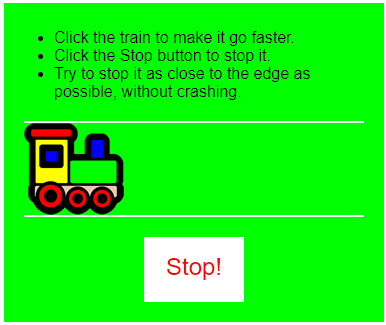 Click the train to make it go faster.
Click the Stop button to stop it.
Try to stop it as close to the edge as
possible, without crashing.
Stop!